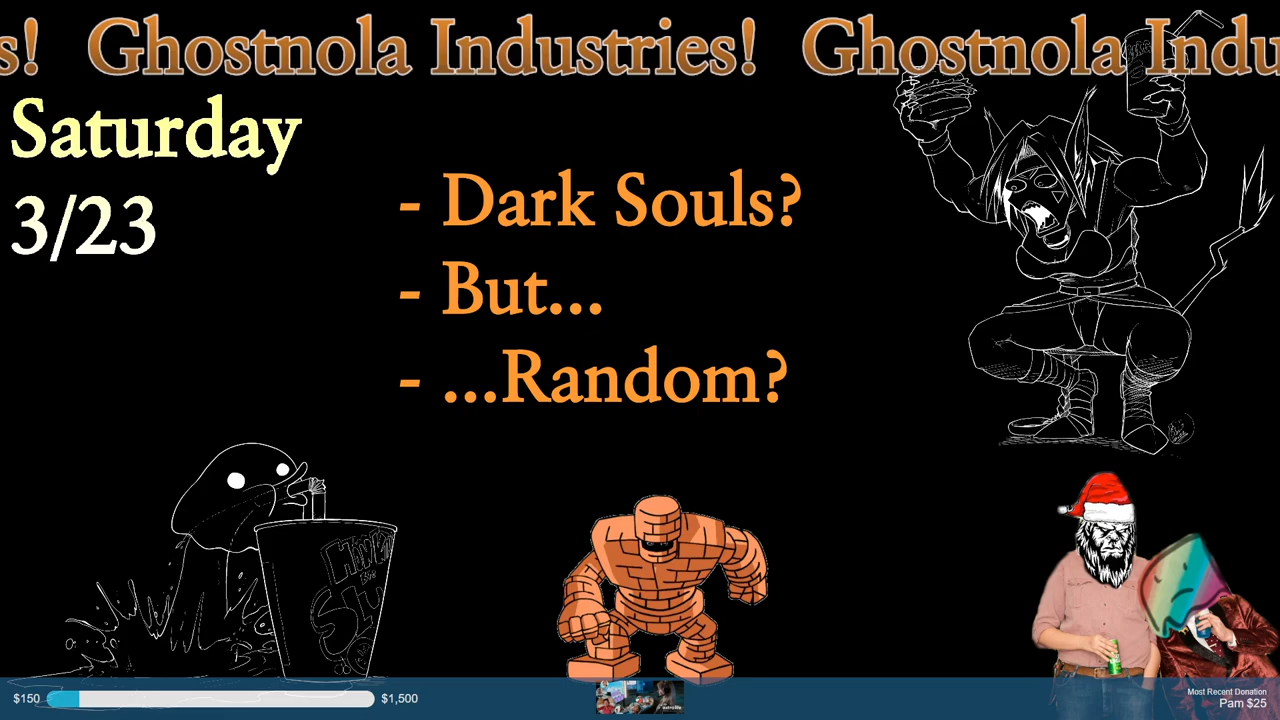 s! Ghostnola Industries! Ghostnola Indu
Saturday
3/23
- Dark Souls?
- But...
- ...Random?
$150
$1,500
Most Recent Donation
Pam $25